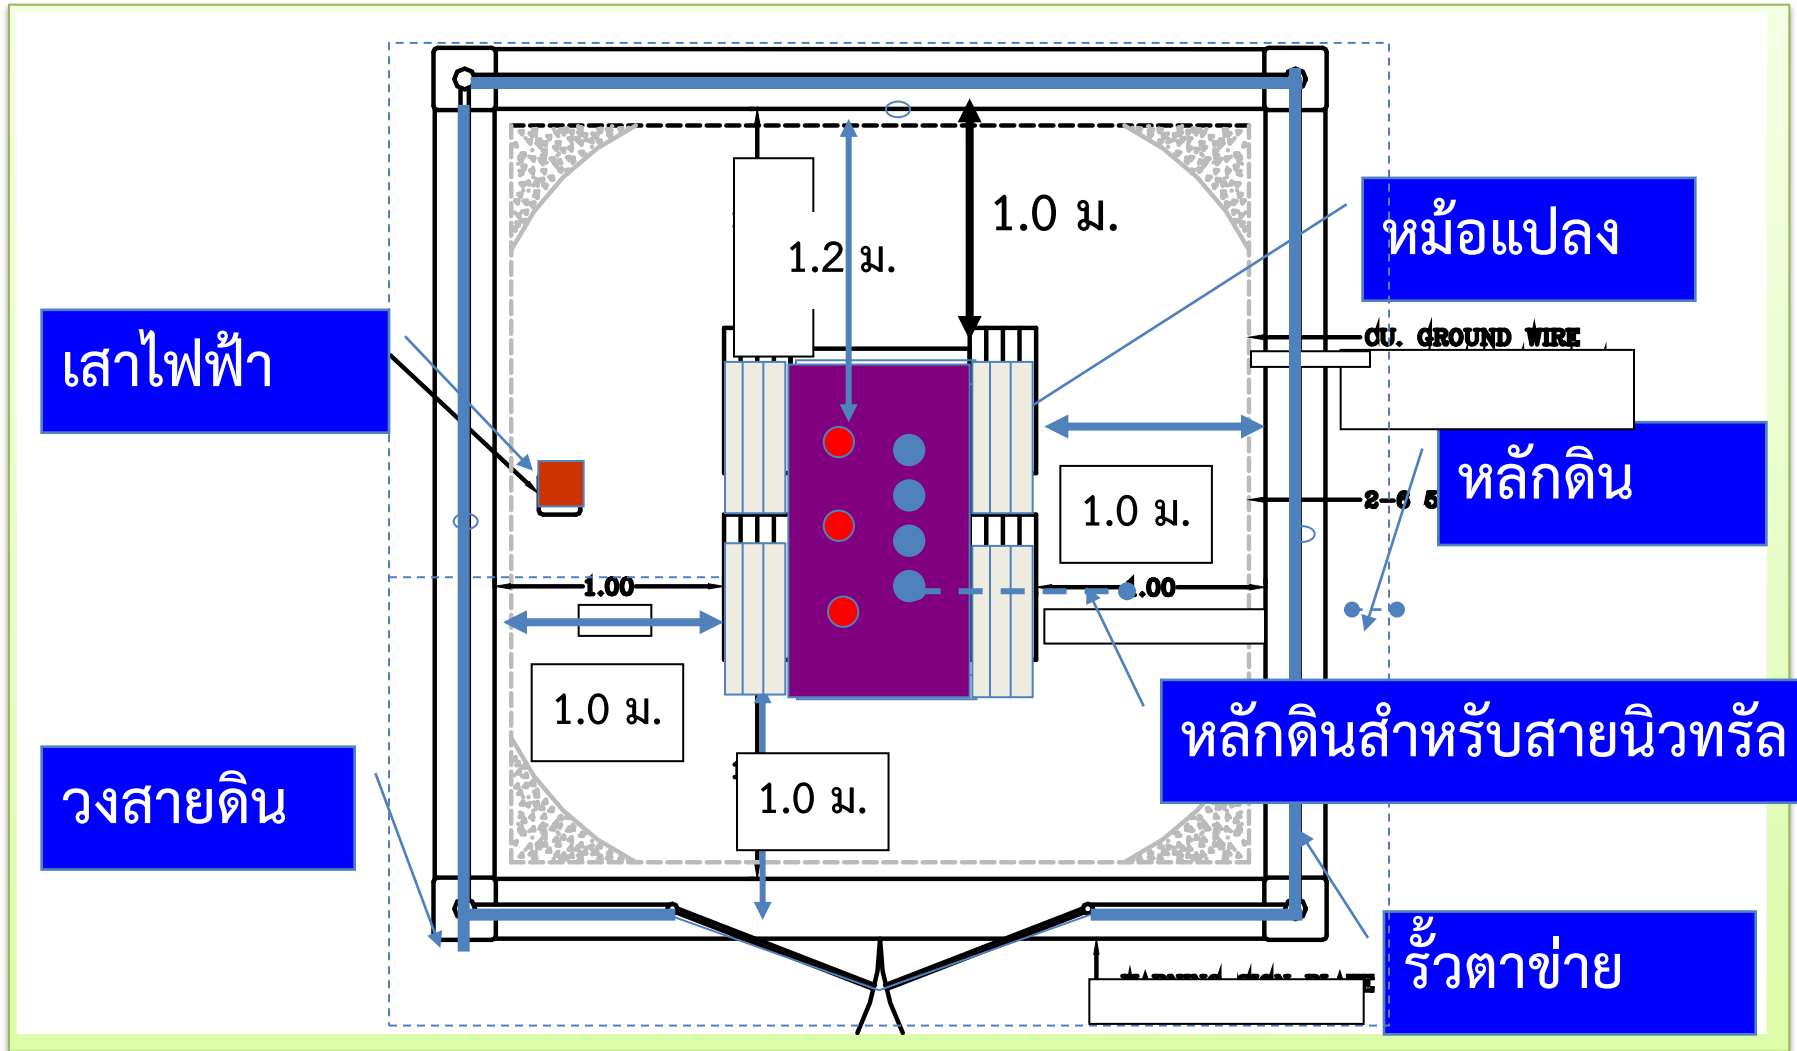 1.0 ม.
หม้อแปลง
1.2 ม.
CU. GROUND WIRE
เสาไฟฟ้า
หลักดิน
2-6 5
1.0 ม.
1.00
.00
1.0 ม.
หลักดินสำหรับสายนิวทรัล
1.0 ม.
วงสายดิน
รั้วตาข่าย